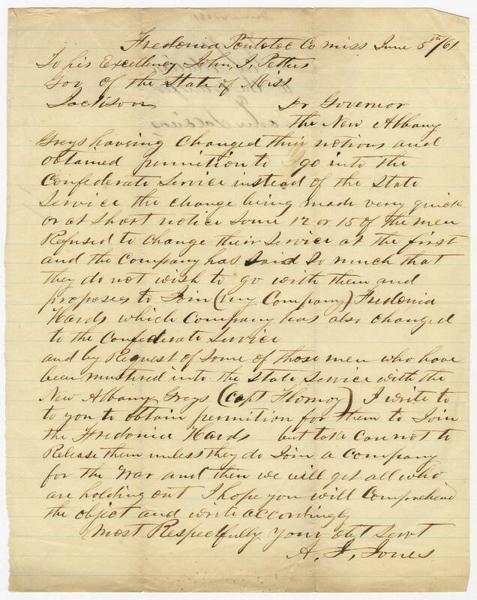 Fredonia Pontotoc Co miss June 5th/61
To his Excellency John, J, Pettus
Gov of the State of Miss
Jackson Dr Governor
the New Albany
Greys having changed their notions and
obtained permition to go into the
Confederate Service instead of the State
Service the change being made very quick
or at short notice Some 12 or 15 of the men
Refused to change their Service at the first
and the Company has said so much that
they do not wish to go with them and
proposes to Join (my Company) Fredonia
Hards which Company has also changed
to the Confederate Service
and by Request of Some of those men who have
been mustered into the State Service with the
New Albany Greys (Capt ) I write to
to you to obtain permition for them to Join
the Fredonia Hards but to cannot to
Release them unless they do Join a Company
for the War and then we will get all who
are holding out I hope you will Comprehend
the object and write accordingly
Most Respectfully Your Obt Servt
A. J, Jones